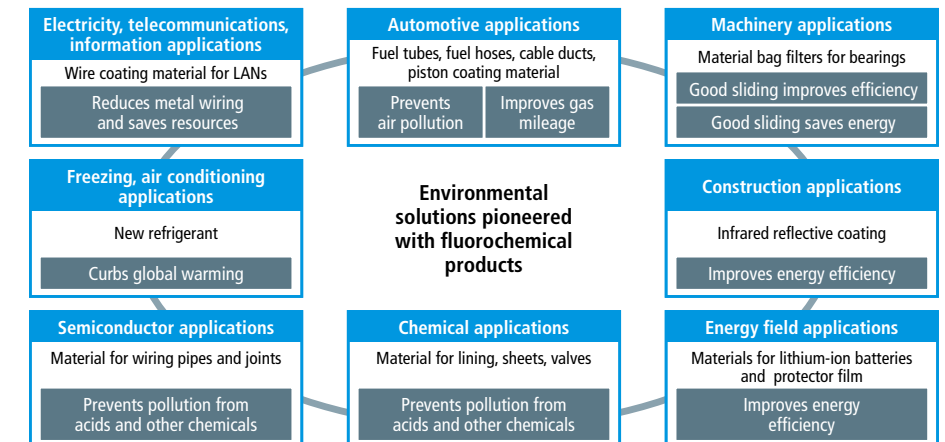 Electricity, telecommunications,
information applications
Wire coating material for LANs
Reduces metal wiring
and saves resources
Automotive applications
Fuel tubes, fuel hoses, cable ducts,
piston coating material
Prevents
air pollution
Improves gas
mileage
Machinery applications
Material bag filters for bearings
Good sliding improves efficiency
Good sliding saves energy
Freezing, air conditioning
applications
New refrigerant
Curbs global warming
Environmental
solutions pioneered
with fluorochemical
products
Construction applications
Infrared reflective coating
Improves energy efficiency
Semiconductor applications
Material for wiring pipes and joints
Prevents pollution from
acids and other chemicals
Chemical applications
Material for lining, sheets, valves
Prevents pollution from
acids and other chemicals
Energy field applications
Materials for lithium-ion batteries
and protector film
Improves energy
efficiency